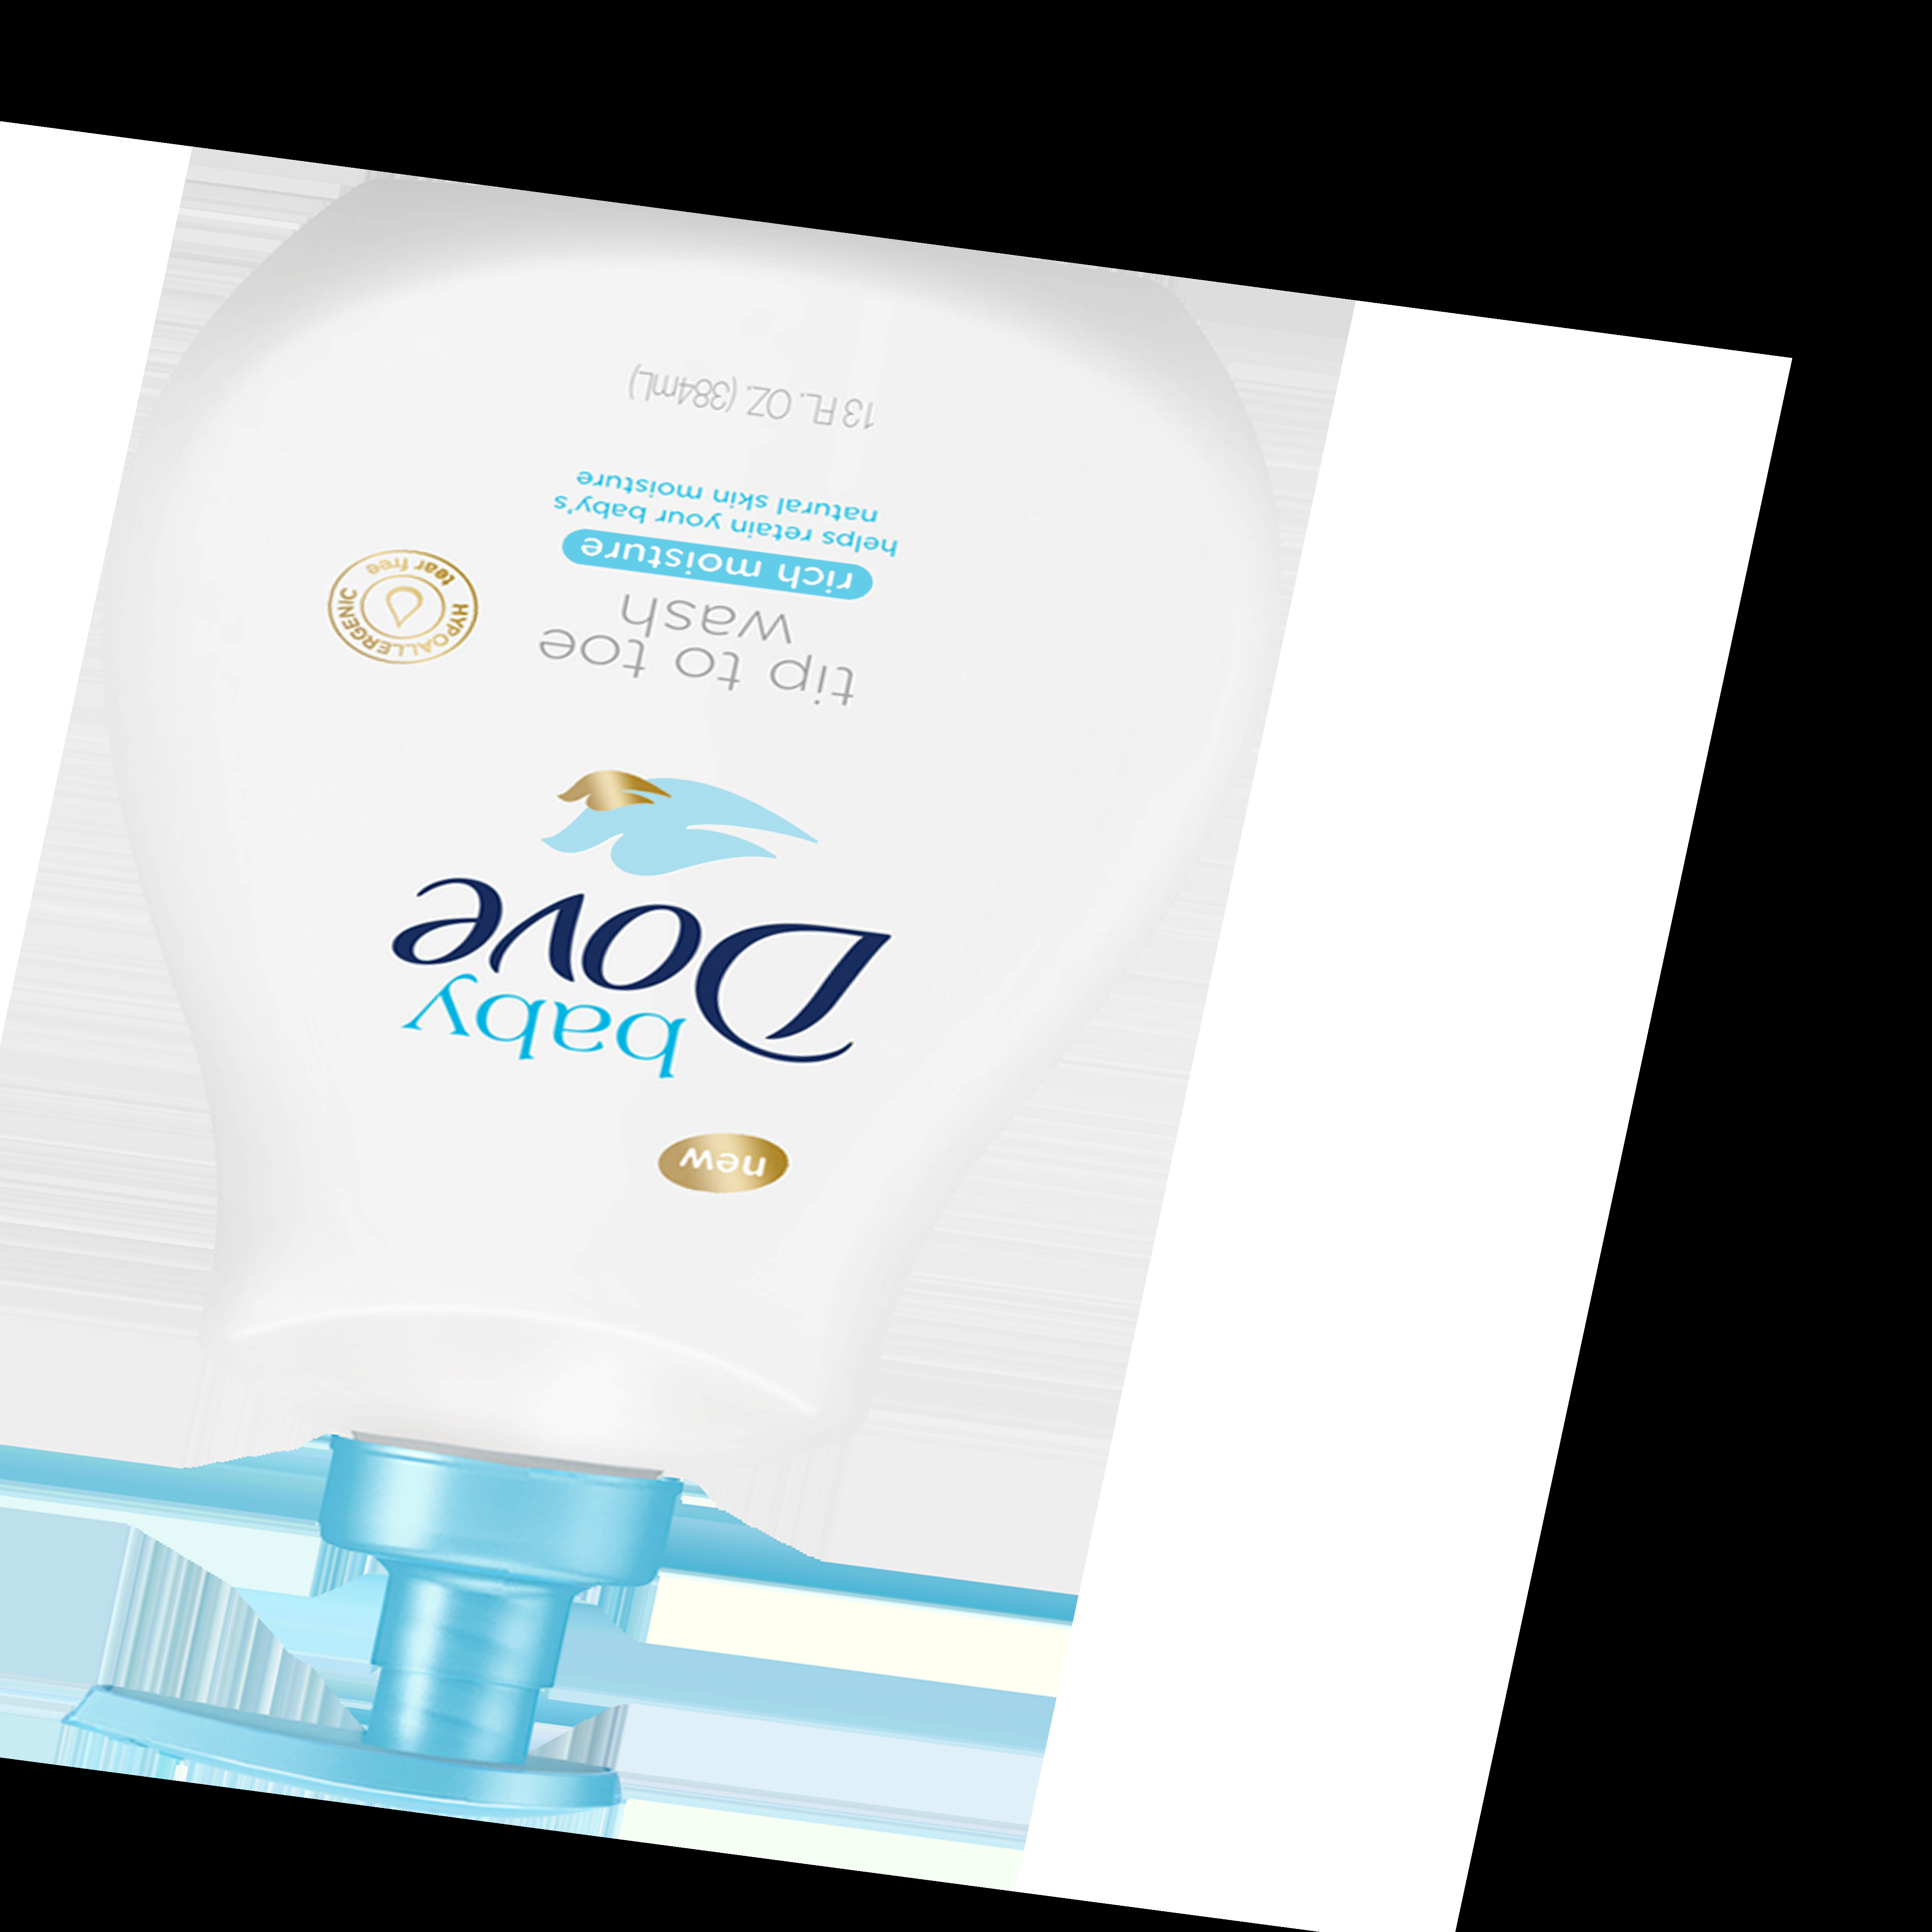 new
baby
Dove
tip to toe
wash
rich moisture
helps retain your baby's
natural skin moisture
HYPOALLERGENIC
tear free
13 FL. OZ. (384mL)